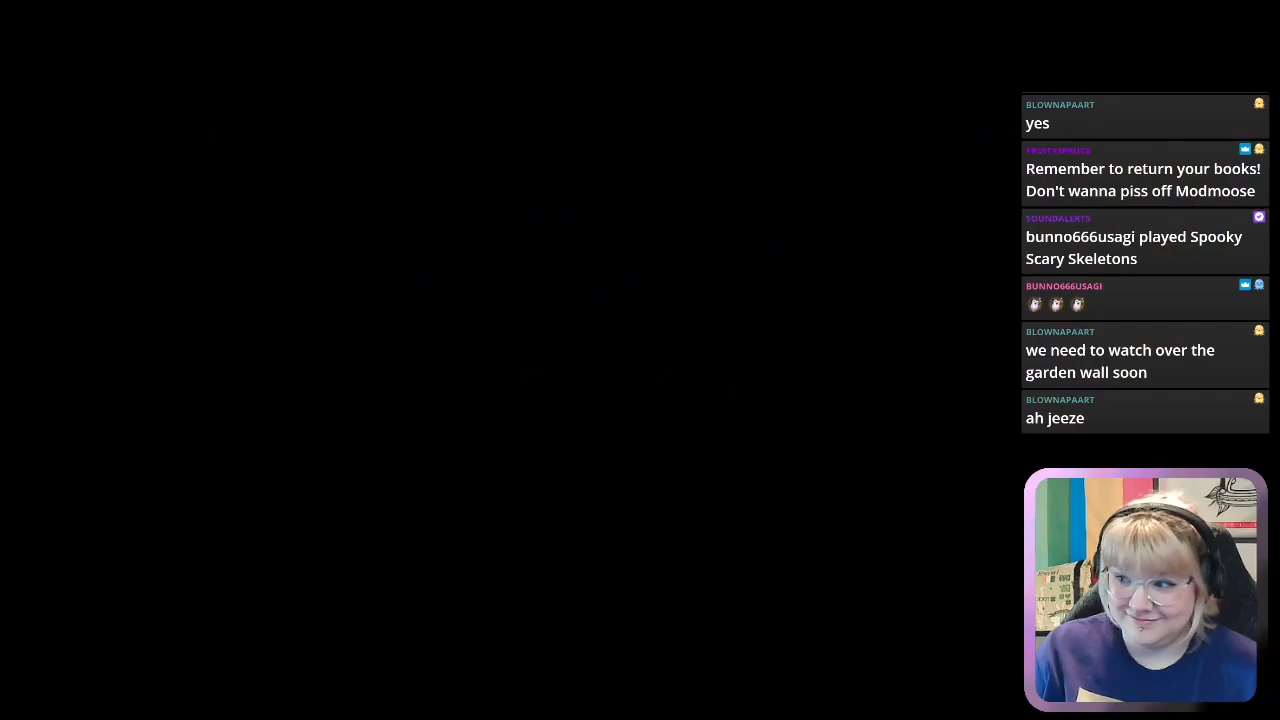 BLOWNAPAART
yes
FRUITYSPRUCE
Remember to return your books!
Don't wanna piss off Modmoose
SOUNDALERTS
bunno666usagi played Spooky
Scary Skeletons
BUNNO666USAGI
BLOWNAPAART
we need to watch over the
garden wall soon
BLOWNAPAART
ah jeeze